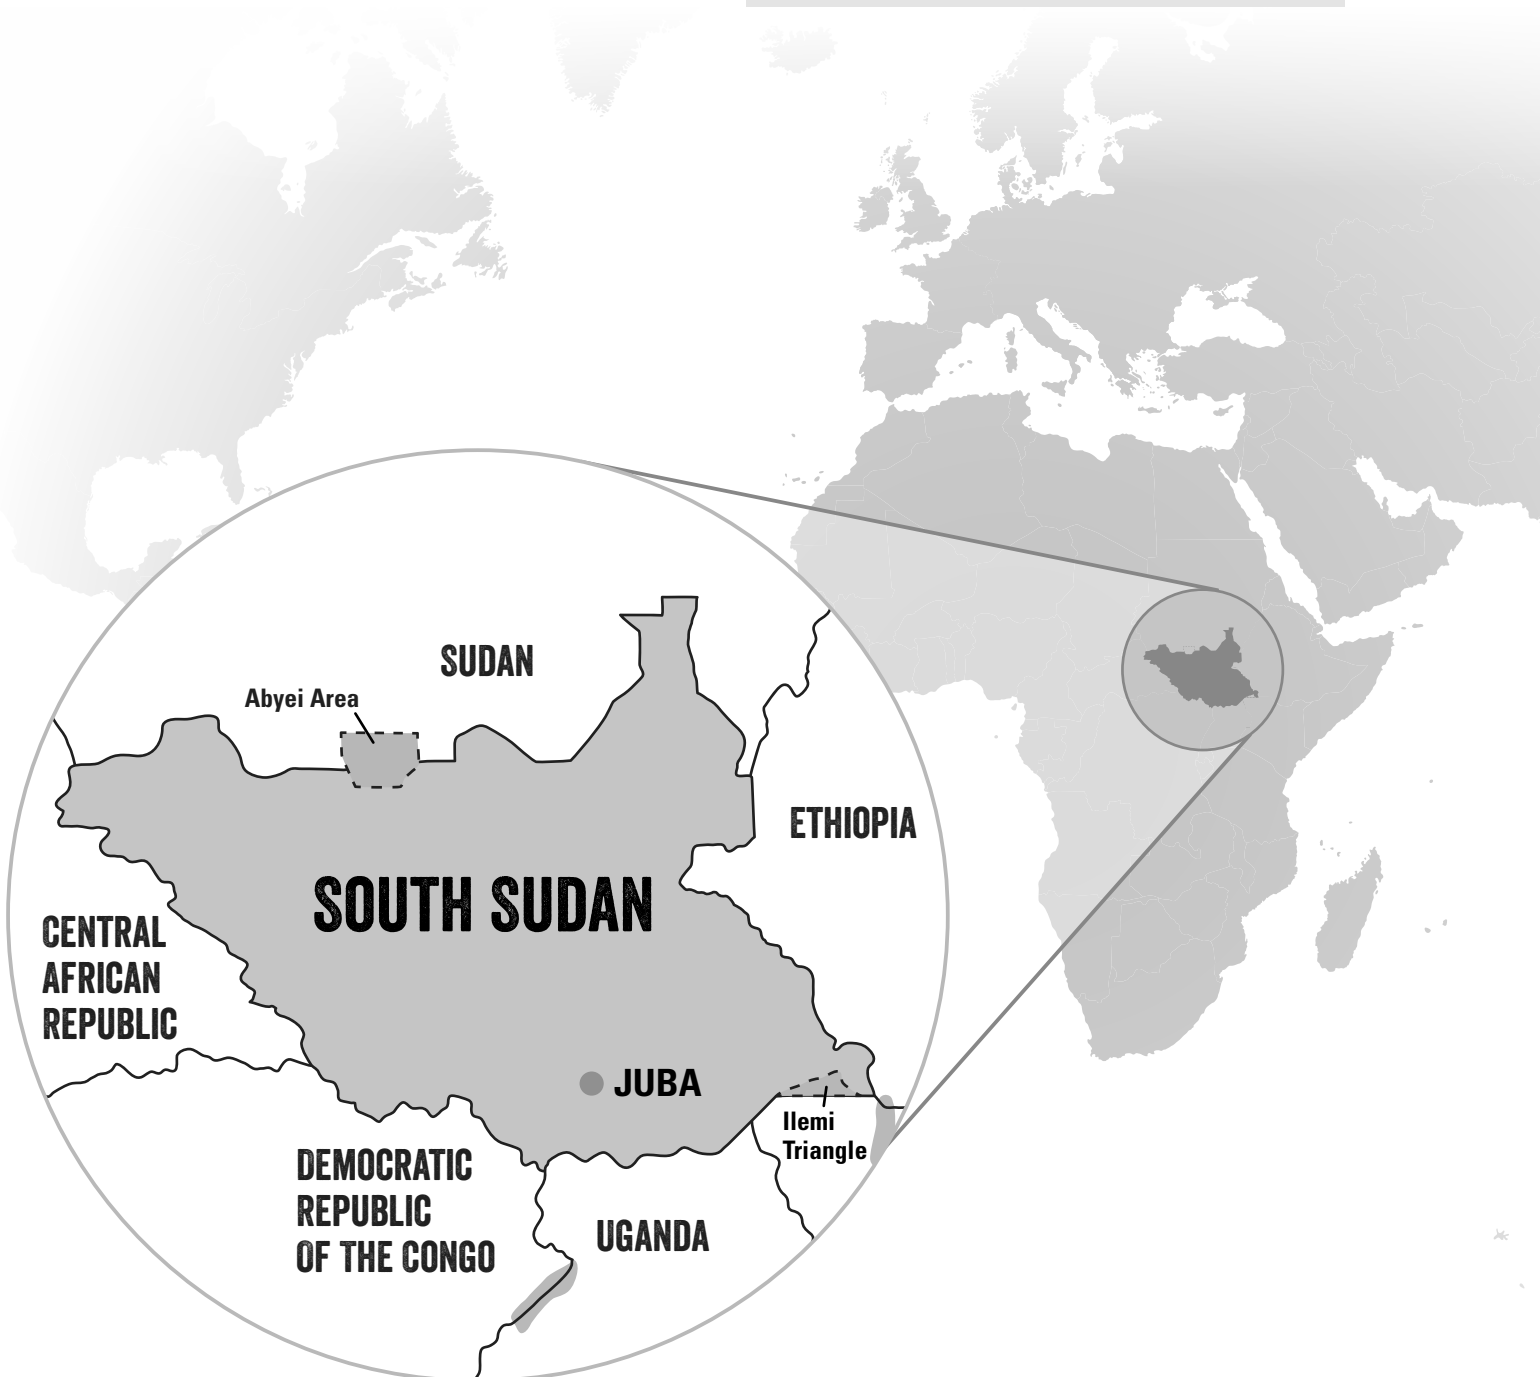 SUDAN
Abyei Area
ETHIOPIA
SOUTH SUDAN
CENTRAL
AFRICAN
REPUBLIC
JUBA
Ilemi
Triangle
DEMOCRATIC
REPUBLIC
OF THE CONGO
UGANDA